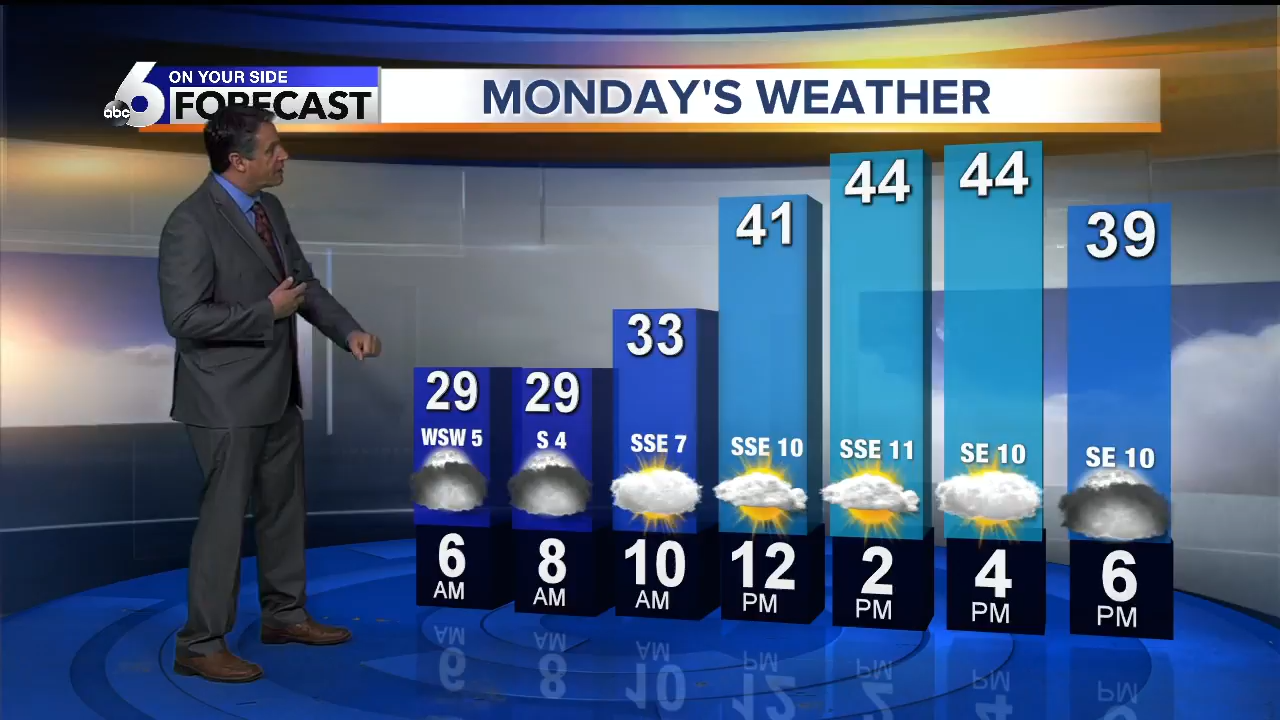 ON YOUR SIDE
abc 6 FORECAST
MONDAY'S WEATHER
29 29 33 41 44 44 39
WSW 5 S 4 SSE 7 SSE 10 SSE 11 SE 10 SE 10
6 8 10 12 2 4 6
AM AM AM PM PM PM PM